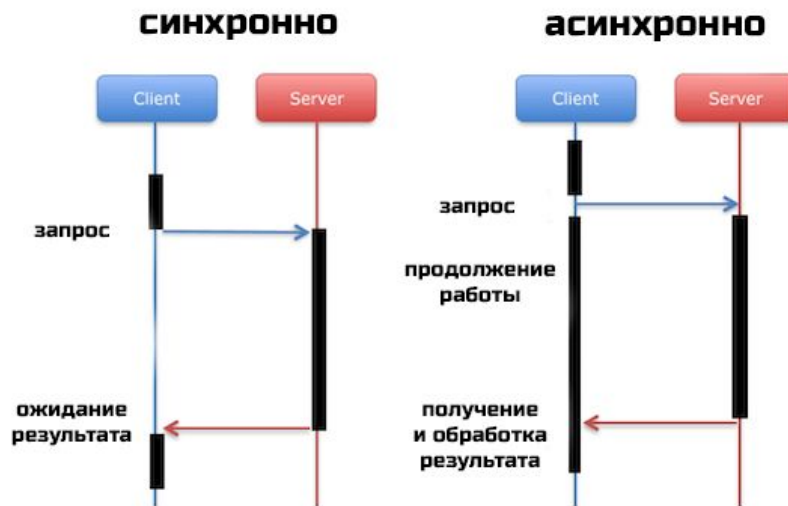 синхронно
асинхронно
Client
Server
Client
Server
запрос
запрос
продолжение
работы
ожидание
результата
получение
и обработка
результата